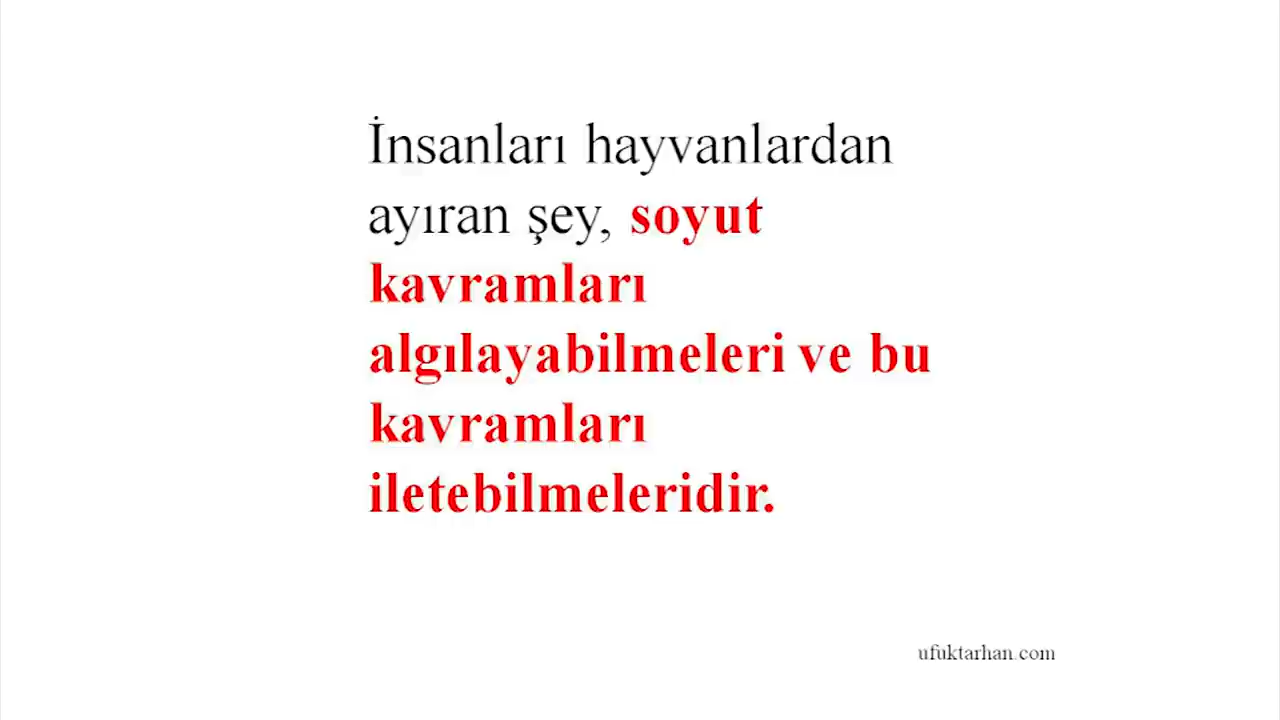 İnsanları hayvanlardan
ayıran şey, soyut
kavramları
algılayabilmeleri ve bu
kavramları
iletebilmeleridir.
ufuktarhan.com